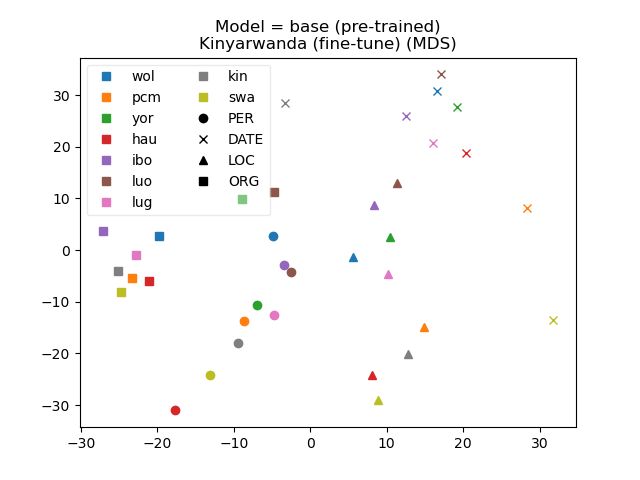 Model = base (pre-trained)
Kinyarwanda (fine-tune) (MDS)
wol
pcm
yor
hau
ibo
luo
lug
kin
swa
PER
DATE
LOC
ORG
30
20
10
0
−10
−20
−30
−30
−20
−10
0
10
20
30